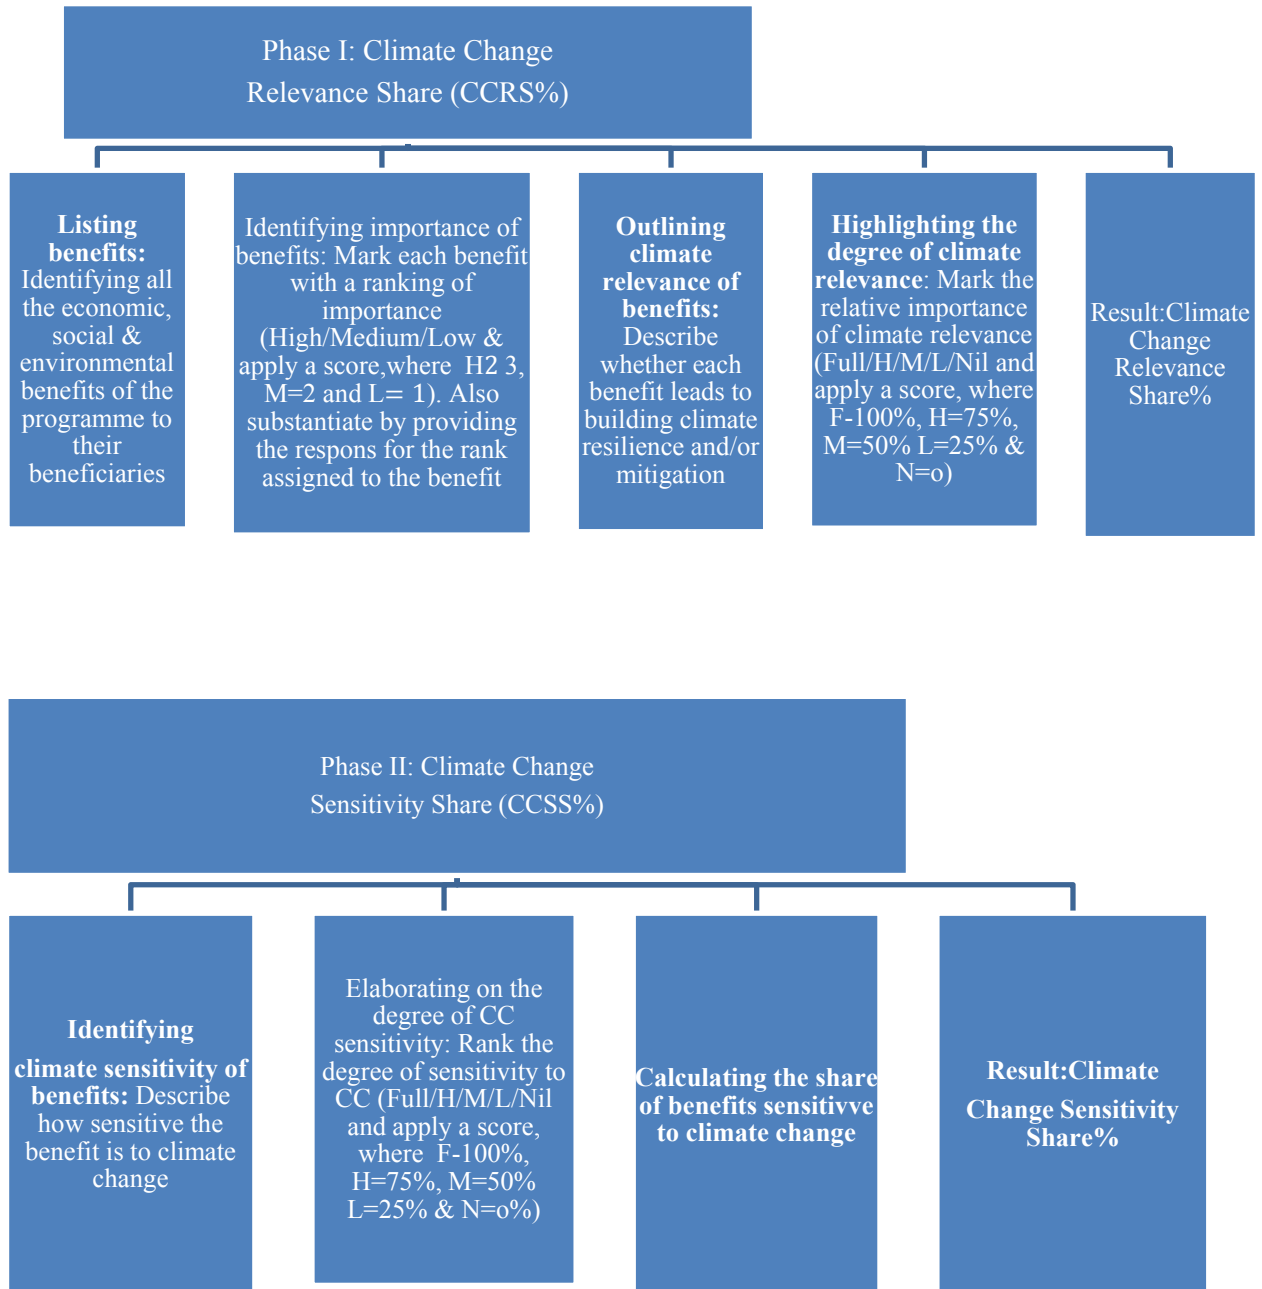 Phase I: Climate Change
Relevance Share (CCRS%)
Listing
benefits:
Identifying all
the economic,
social &
environmental
benefits of the
programme to
their
beneficiaries
Identifying importance of
benefits: Mark each benefit
with a ranking of
importance
(High/Medium/Low &
apply a score,where  H2 3,
M=2 and L= 1). Also
substantiate by providing
the respons for the rank
assigned to the benefit
Outlining
climate
relevance of
benefits:
Describe
whether each
benefit leads to
building climate
resilience and/or
mitigation
Highlighting the
degree of climate
relevance: Mark the
relative importance
of climate relevance
(Full/H/M/L/Nil and
apply a score, where
F-100%, H=75%,
M=50% L=25% &
N=o)
Result:Climate
Change
Relevance
Share%
Phase II: Climate Change
Sensitivity Share (CCSS%)
Identifying
climate sensitivity of
benefits: Describe
how sensitive the
benefit is to climate
change
Elaborating on the
degree of CC
sensitivity: Rank the
degree of sensitivity to
CC (Full/H/M/L/Nil
and apply a score,
where  F-100%,
H=75%, M=50%
L=25% & N=o%)
Calculating the share
of benefits sensitivve
to climate change
Result:Climate
Change Sensitivity
Share%